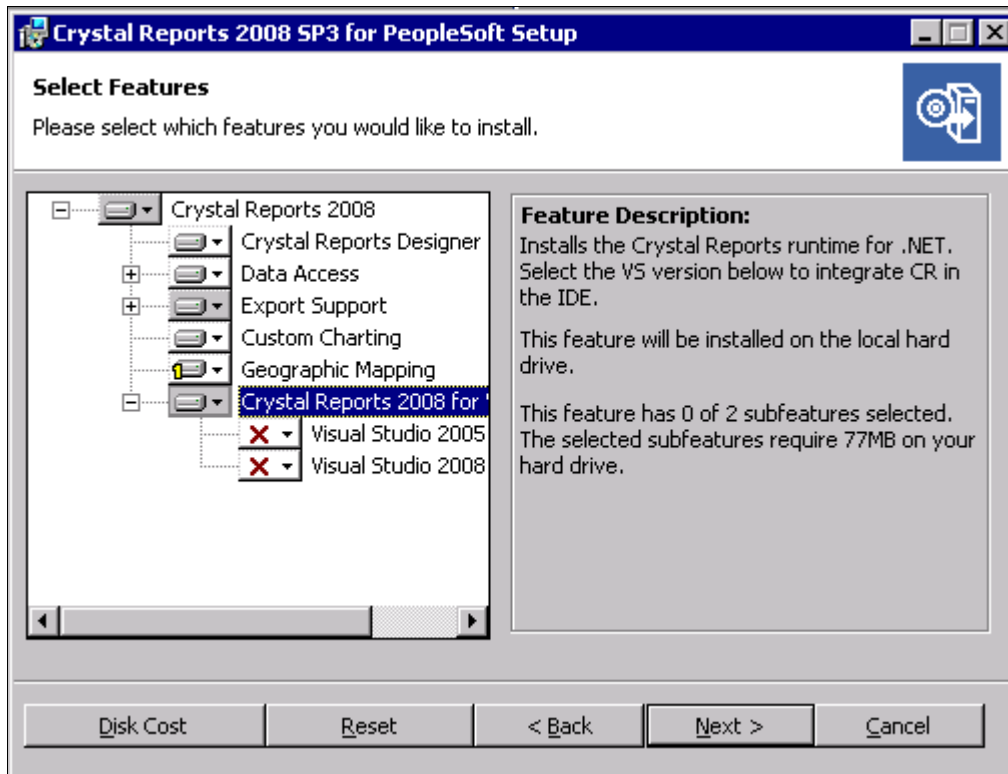 Crystal Reports 2008 SP3 for PeopleSoft Setup
Select Features
Please select which features you would like to install.
Crystal Reports 2008
Crystal Reports Designer
Data Access
Export Support
Custom Charting
1
Geographic Mapping
Crystal Reports 2008 for '
Visual Studio 2005
Visual Studio 2008
Feature Description:
Installs the Crystal Reports runtime for .NET.
Select the VS version below to integrate CR in
the IDE.
This feature will be installed on the local hard
drive.
This feature has 0 of 2 subfeatures selected.
The selected subfeatures require 77MB on your
hard drive.
Disk Cost
Reset
< Back
Next >
Cancel